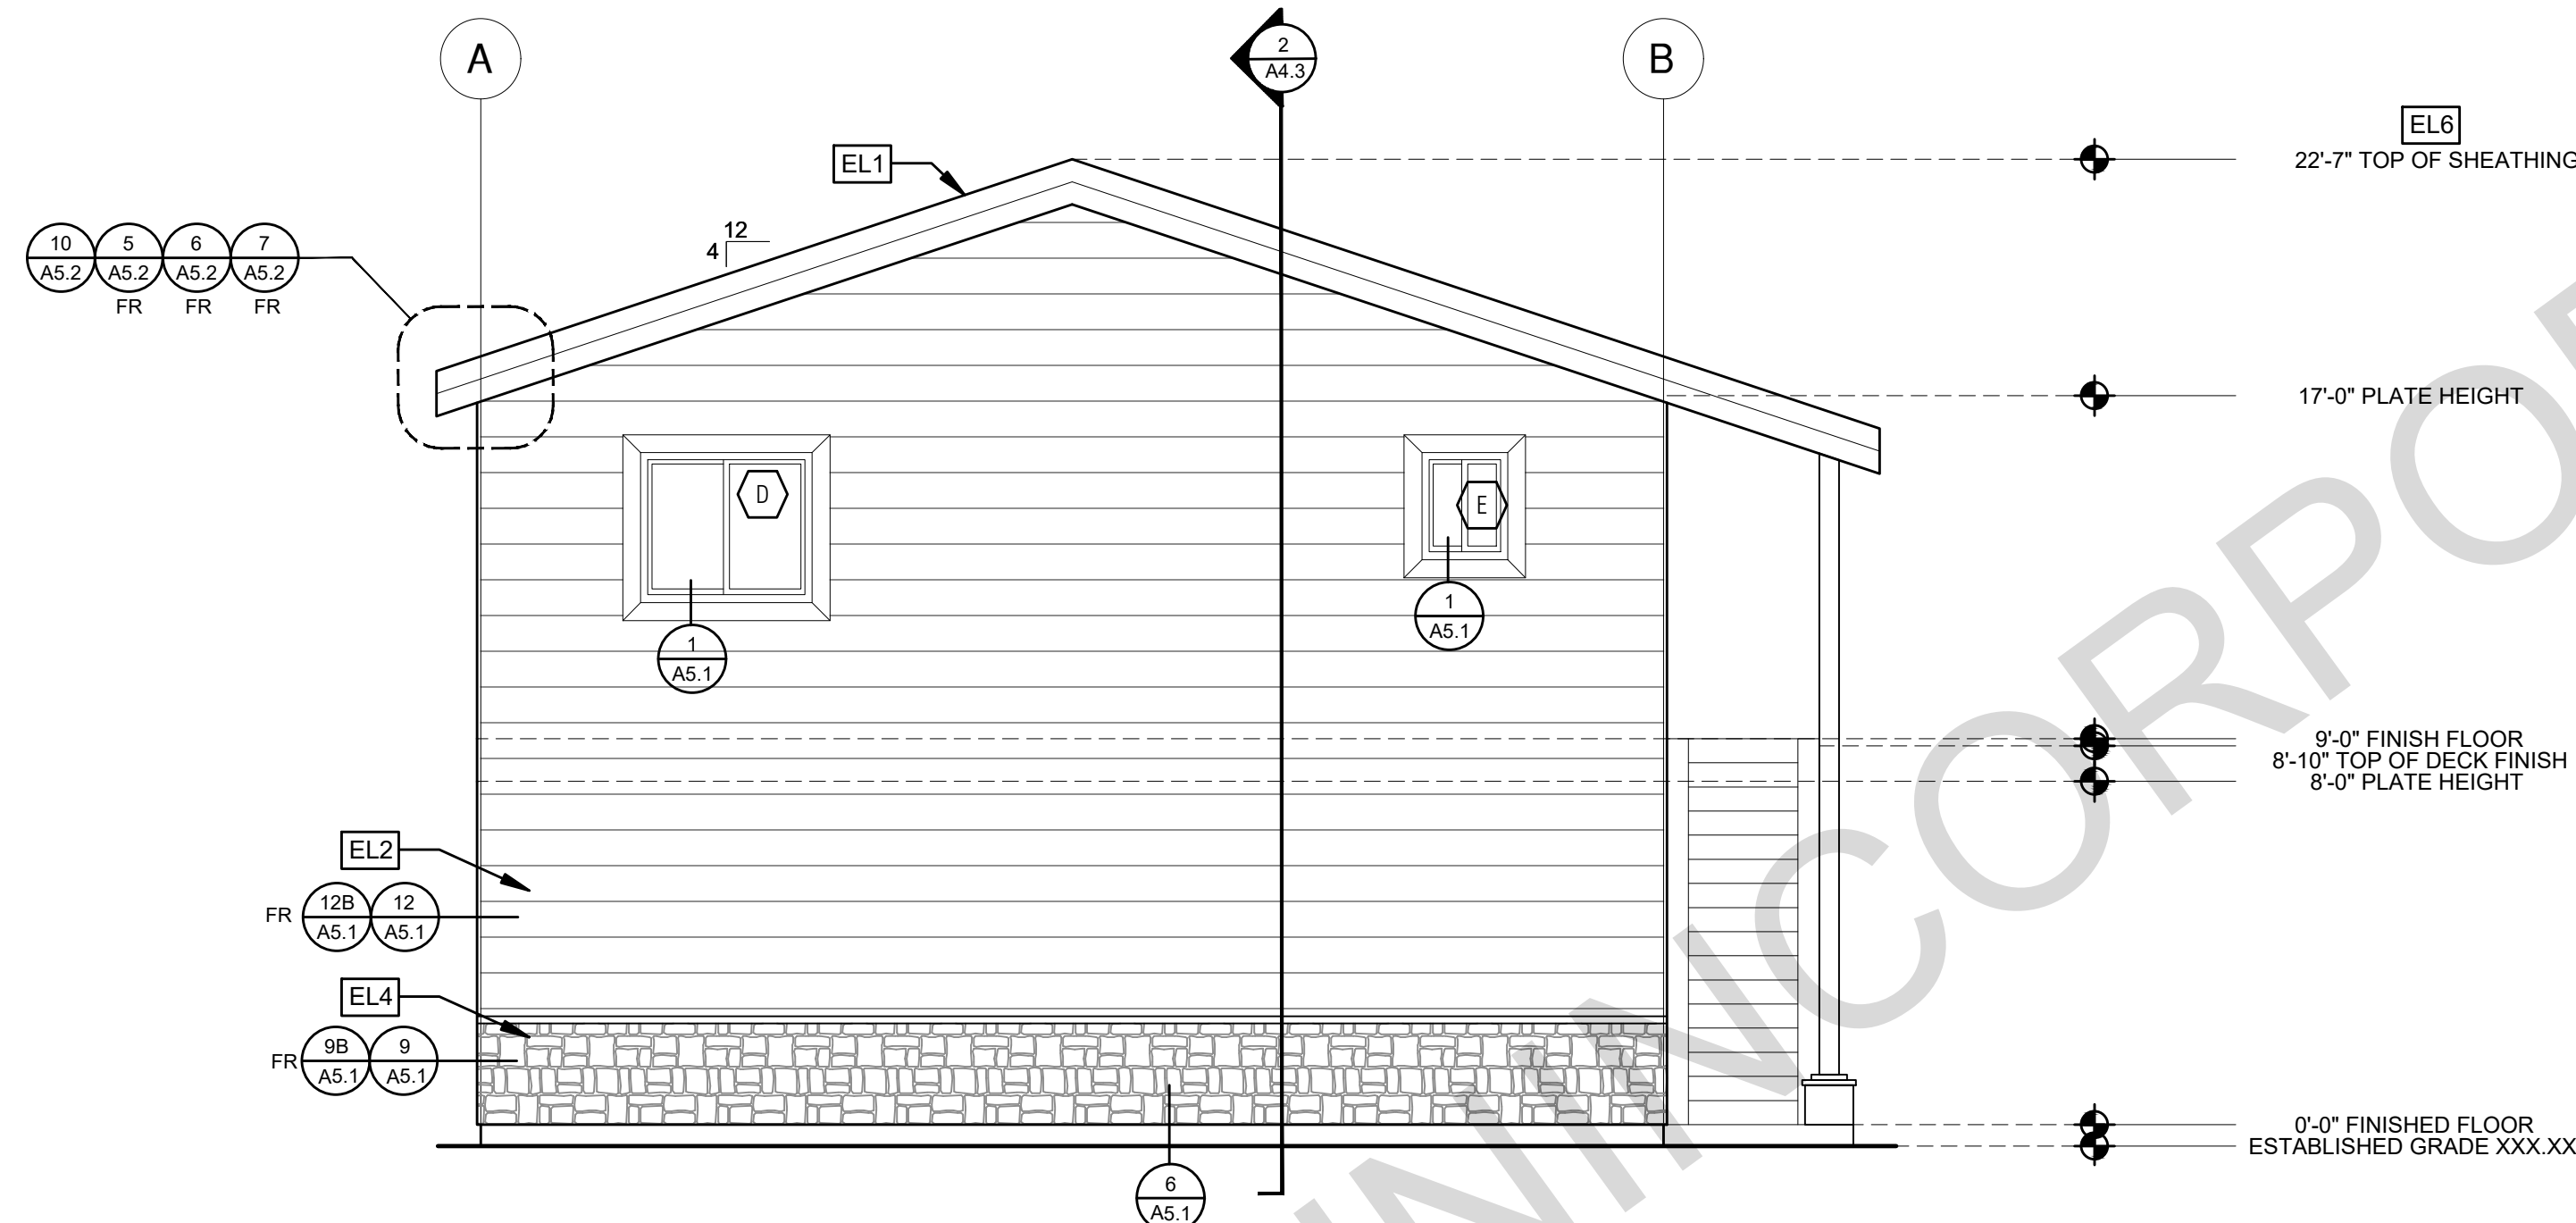 A
2
A4.3
B
EL6
22'-7" TOP OF SHEATHING
EL1
12
4
10
A5.2
5
A5.2
FR
6
A5.2
FR
7
A5.2
FR
17'-0" PLATE HEIGHT
D
E
1
A5.1
1
A5.1
9'-0" FINISH FLOOR
8'-10" TOP OF DECK FINISH
8'-0" PLATE HEIGHT
EL2
FR
12B
A5.1
12
A5.1
EL4
FR
9B
A5.1
9
A5.1
0'-0" FINISHED FLOOR
ESTABLISHED GRADE XXX.XX
6
A5.1